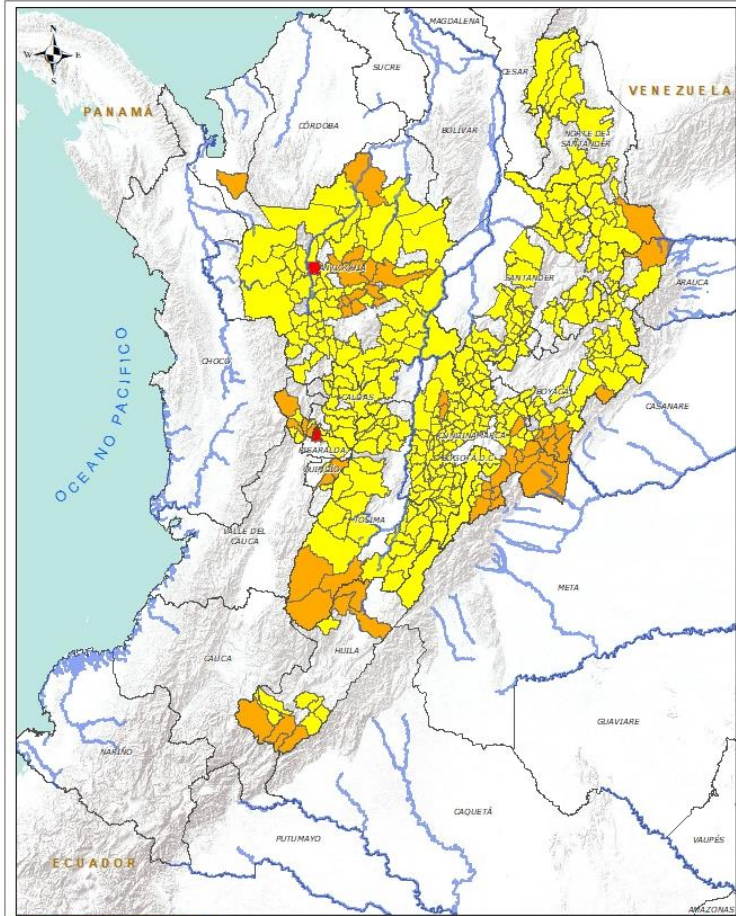 MAGDALENA
N
W E
S
SUCRE
CESAR
VENEZUELA
PANAMÁ
CÓRDOBA
BOLÍVAR
NORTE DE
SANTANDER
ANTIOQUIA
SANTANDER
ARAUCA
CHOCÓ
BOYACÁ
CALDAS
CASANARE
CUNDINAMARCA
RISARALDA
BOGOTÁ D.C.
QUINDÍO
OCEANO PACIFICO
TOLIMA
VALLE DEL
CAUCA
META
HUILA
CAUCA
GUAVIARE
NARIÑO
CAQUETÁ
PUTUMAYO
VAUPÉS
ECUADOR
AMAZONAS